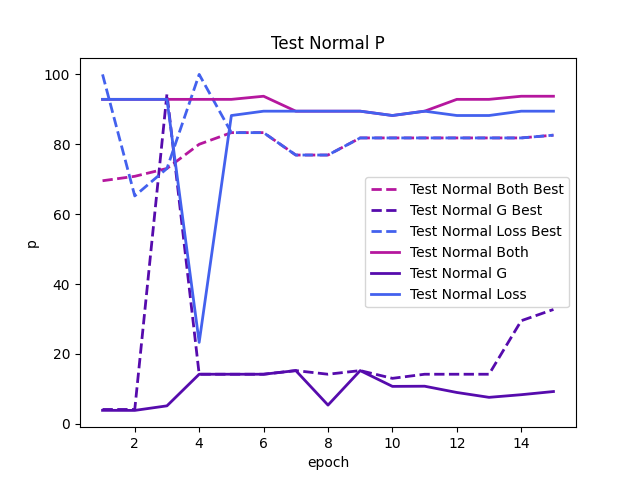 Test Normal P
100
80
60
40
20
0
p
2 4 6 8 10 12 14
epoch
Test Normal Both Best
Test Normal G Best
Test Normal Loss Best
Test Normal Both
Test Normal G
Test Normal Loss